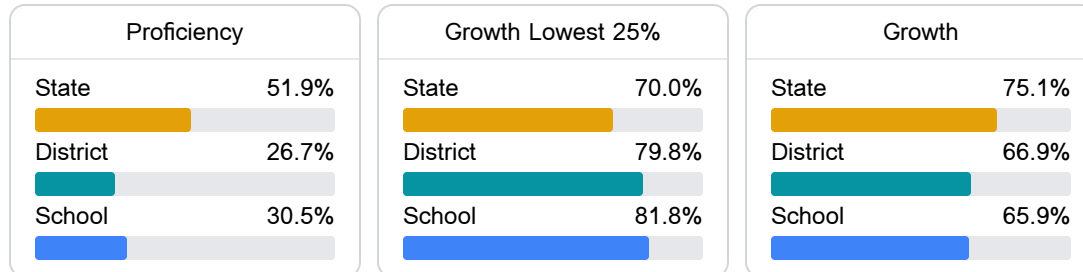 Proficiency
State 51.9%
District 26.7%
School 30.5%
Growth Lowest 25%
State 70.0%
District 79.8%
School 81.8%
Growth
State 75.1%
District 66.9%
School 65.9%